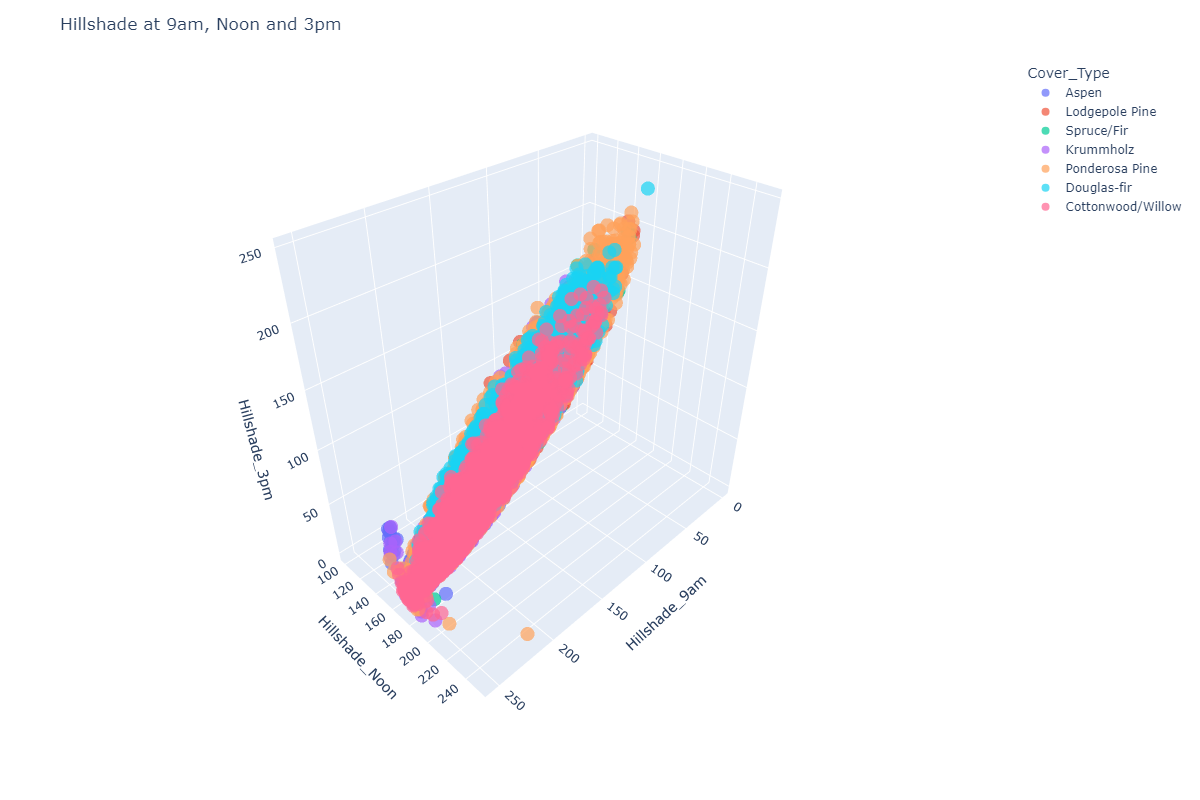 Hillshade at 9am, Noon and 3pm
Cover_Type
Aspen
Lodgepole Pine
Spruce/Fir
Krummholz
Ponderosa Pine
Douglas-fir
Cottonwood/Willow
250
200
150
100
50
0
Hillshade_3pm
100
120
140
160
180
200
220
240
Hillshade_Noon
0
50
100
150
200
250
Hillshade_9am